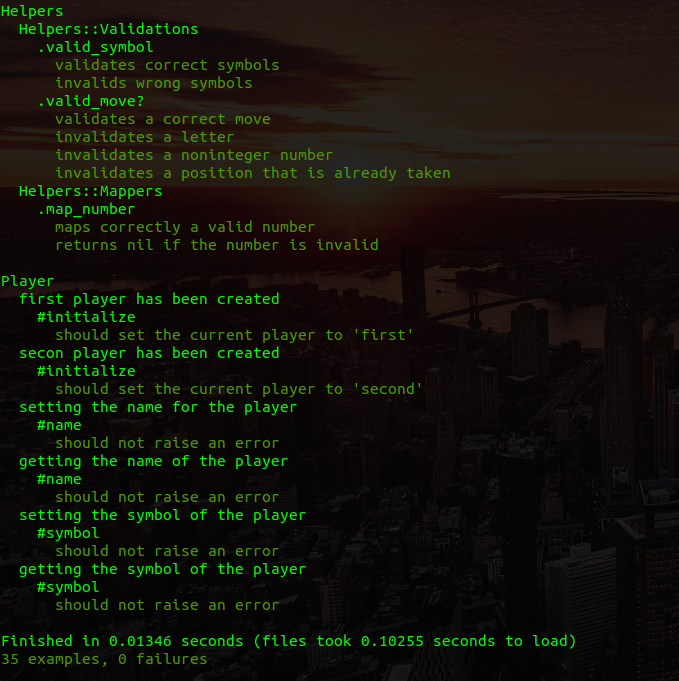 Helpers
  Helpers::Validations
    .valid_symbol
      validates correct symbols
      invalids wrong symbols
    .valid_move?
      validates a correct move
      invalidates a letter
      invalidates a noninteger number
      invalidates a position that is already taken
  Helpers::Mappers
    .map_number
      maps correctly a valid number
      returns nil if the number is invalid

Player
  first player has been created
    #initialize
      should set the current player to 'first'
  secon player has been created
    #initialize
      should set the current player to 'second'
  setting the name for the player
    #name
      should not raise an error
  getting the name of the player
    #name
      should not raise an error
  setting the symbol of the player
    #symbol
      should not raise an error
  getting the symbol of the player
    #symbol
      should not raise an error

Finished in 0.01346 seconds (files took 0.10255 seconds to load)
35 examples, 0 failures